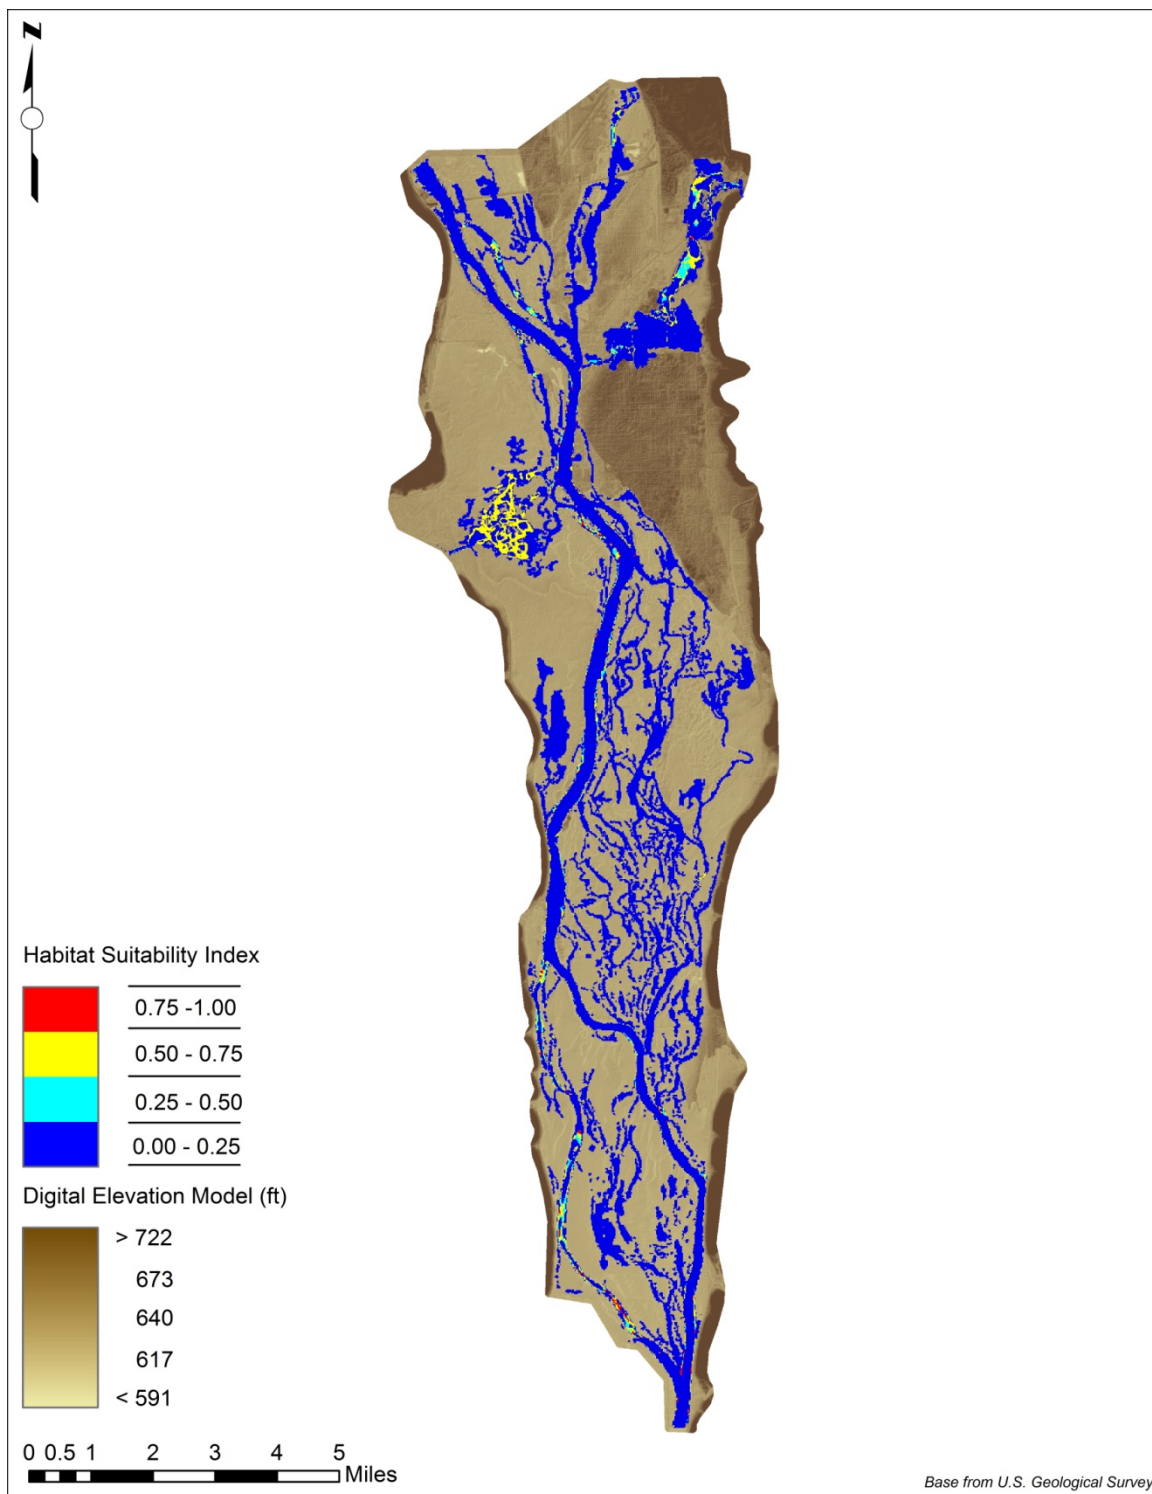 N
Habitat Suitability Index
0.75 -1.00
0.50 - 0.75
0.25 - 0.50
0.00 - 0.25
Digital Elevation Model (ft)
> 722
673
640
617
< 591
0 0.5 1 2 3 4 5
Miles
Base from U.S. Geological Survey